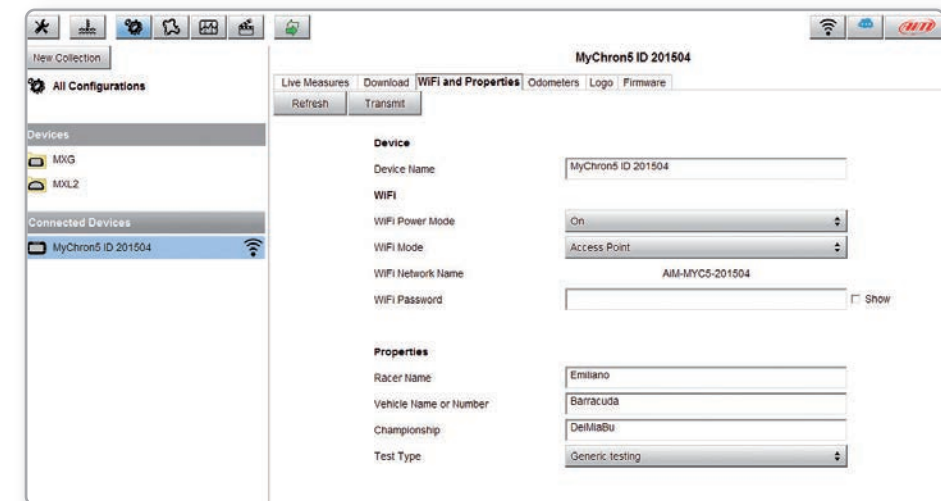 AiM
New Collection
MyChron5 ID 201504
All Configurations
Live Measures Download WiFi and Properties Odometers Logo Firmware
Refresh Transmit
Devices
MXG
MXL2
Connected Devices
MyChron5 ID 201504
Device
Device Name MyChron5 ID 201504
WiFi
WiFi Power Mode On
WiFi Mode Access Point
WiFi Network Name AiM-MYC5-201504
WiFi Password Show
Properties
Racer Name Emiliano
Vehicle Name or Number Barracuda
Championship DeiMiaBu
Test Type Generic testing